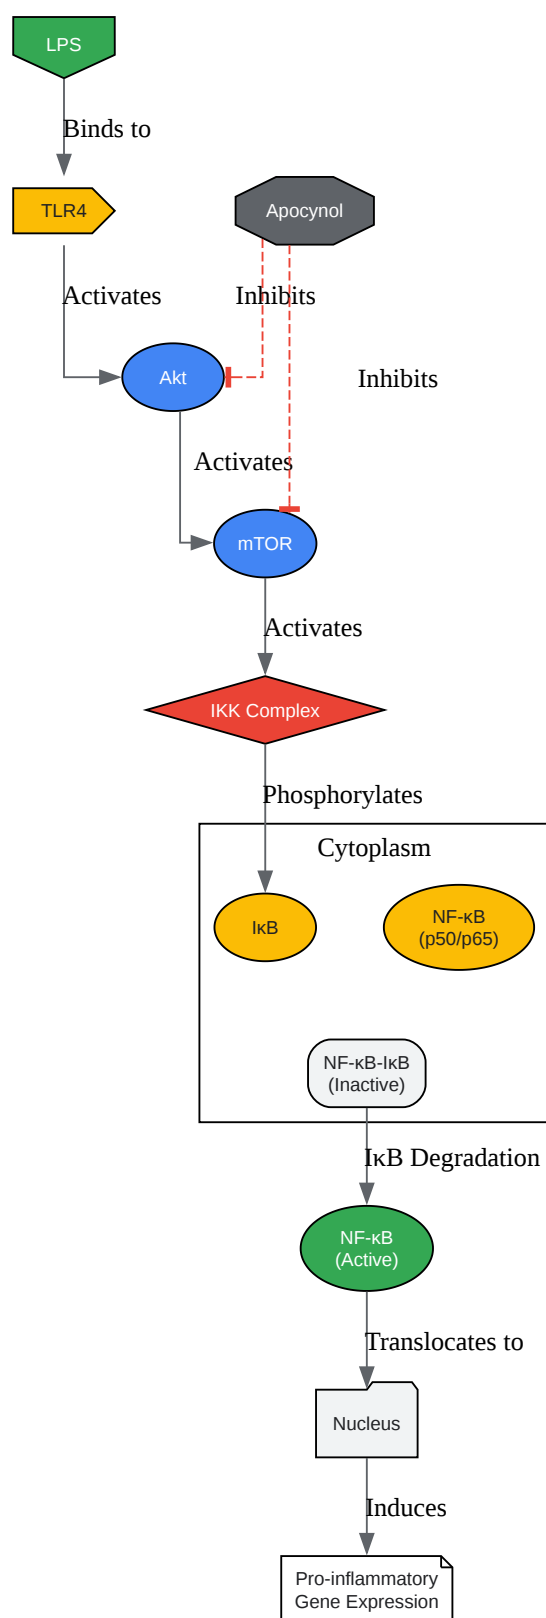 LPS
Binds to
TLR4
Apocynol
Activates
Inhibits
Akt
Inhibits
Activates
mTOR
Activates
IKK Complex
Phosphorylates
Cytoplasm
IκB
NF-κB
(p50/p65)
NF-κB-IκB
(Inactive)
IκB Degradation
NF-κB
(Active)
Translocates to
Nucleus
Induces
Pro-inflammatory
Gene Expression